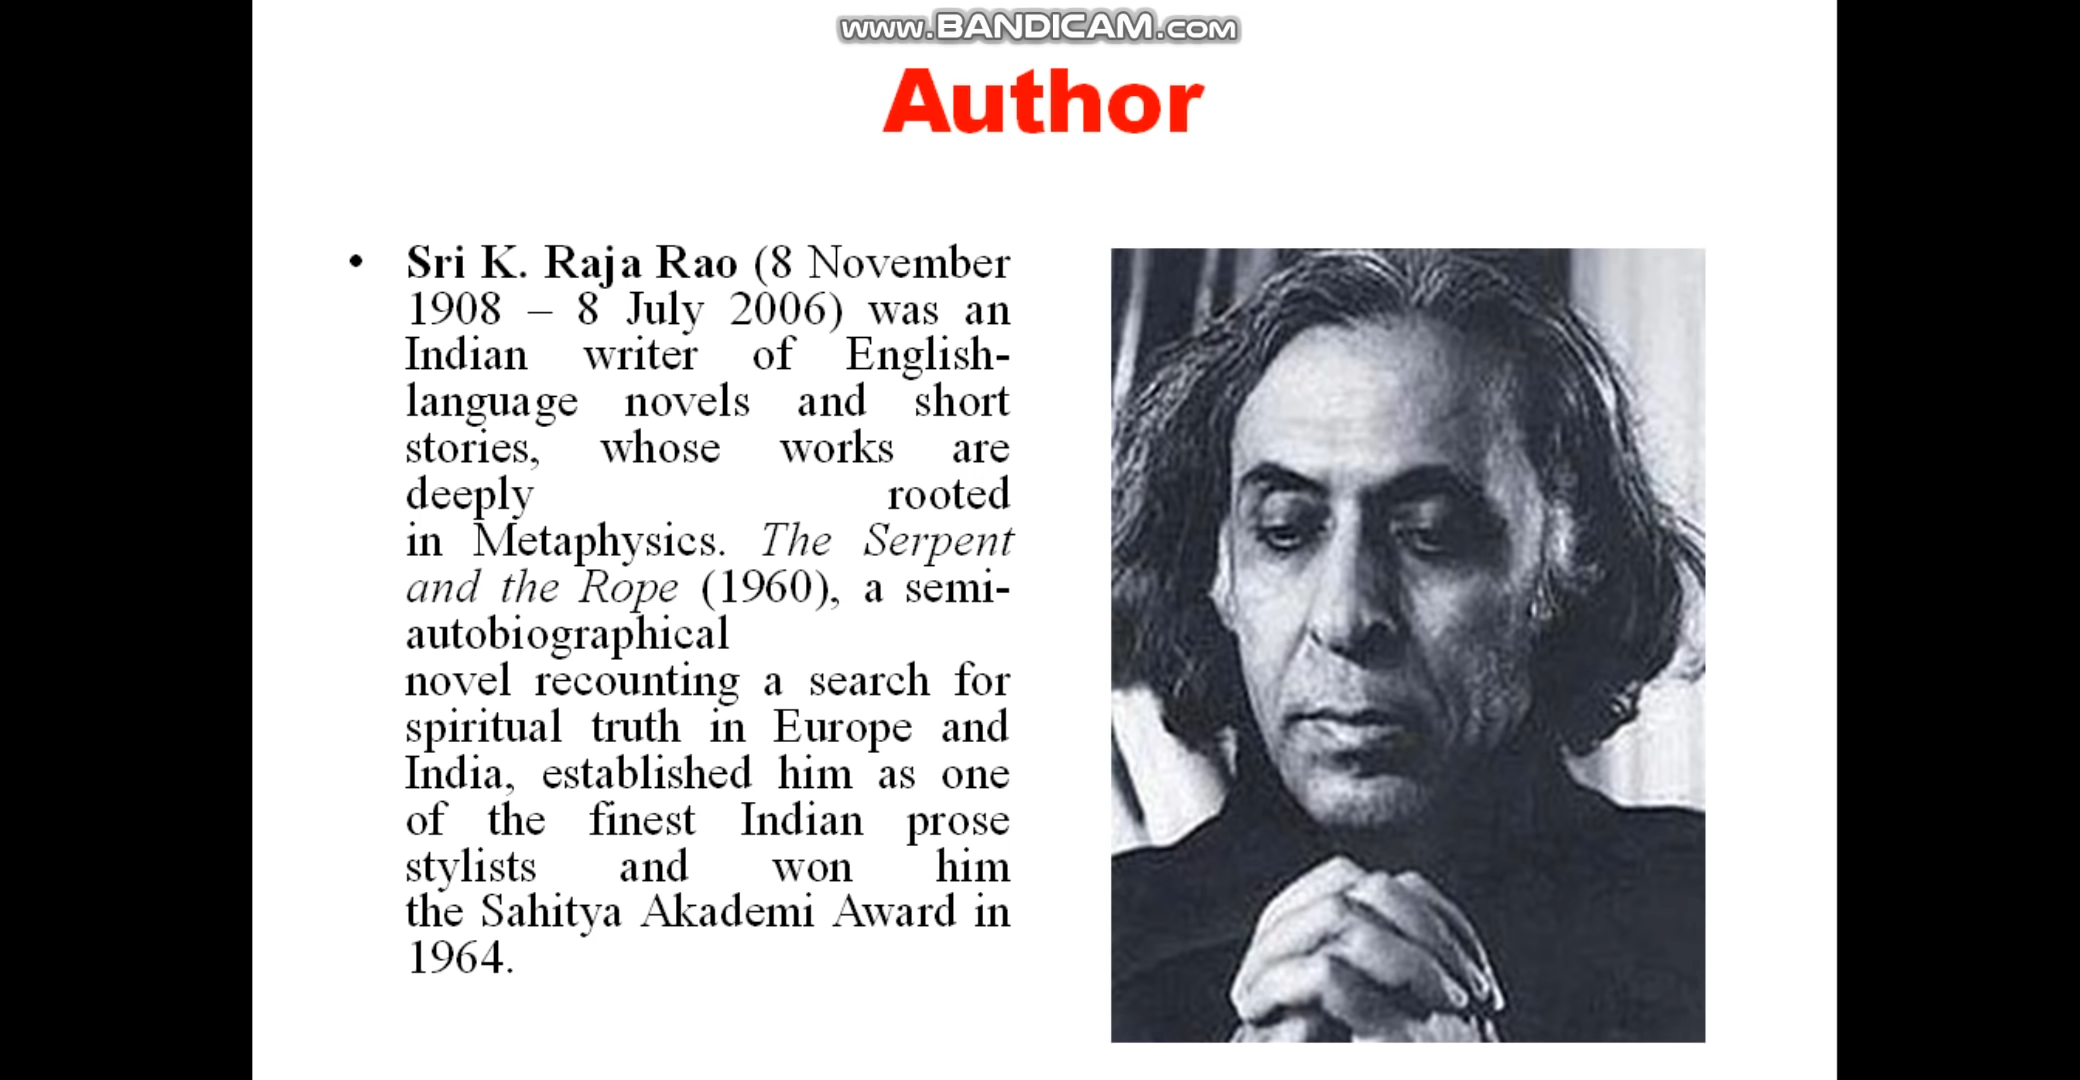 www.BANDICAM.com
Author
• Sri K. Raja Rao (8 November
1908 – 8 July 2006) was an
Indian writer of English-
language novels and short
stories, whose works are
deeply rooted
in Metaphysics. The Serpent
and the Rope (1960), a semi-
autobiographical
novel recounting a search for
spiritual truth in Europe and
India, established him as one
of the finest Indian prose
stylists and won him
the Sahitya Akademi Award in
1964.